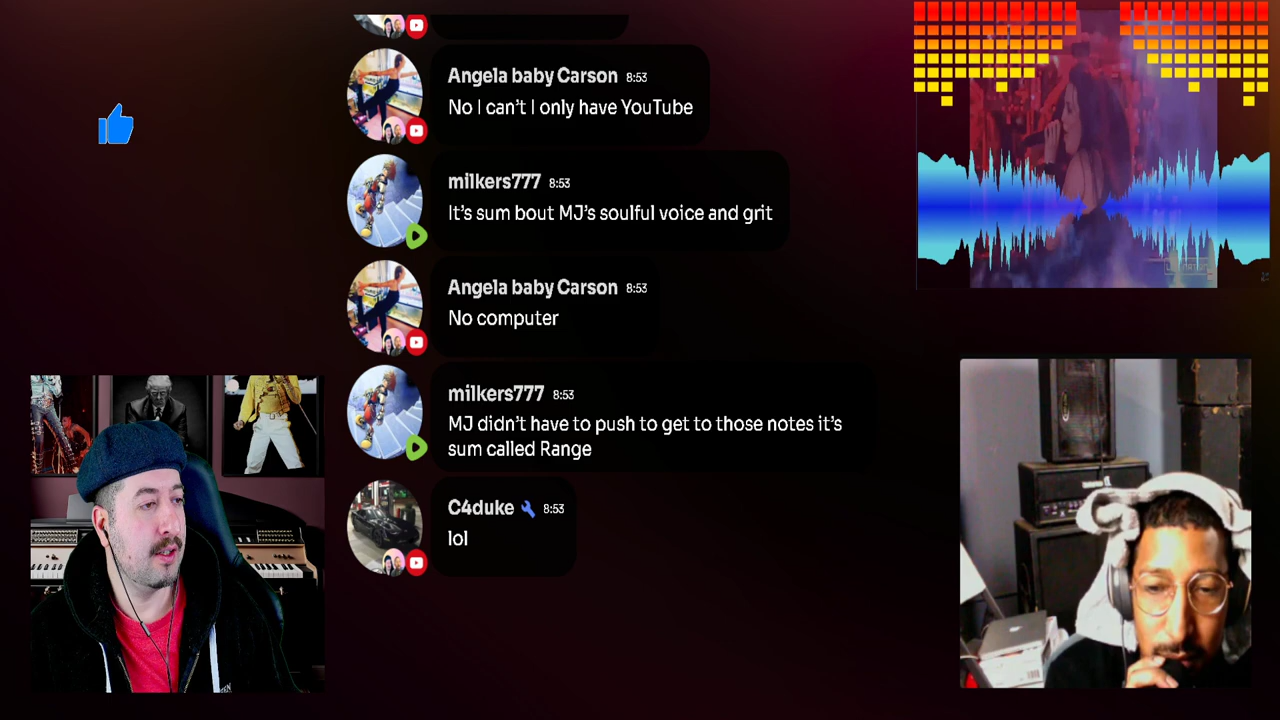 Angela baby Carson 8:53
No I can't I only have YouTube
milkers777 8:53
It's sum bout MJ's soulful voice and grit
Angela baby Carson 8:53
No computer
milkers777 8:53
MJ didn't have to push to get to those notes it's
sum called Range
C4duke 8:53
lol